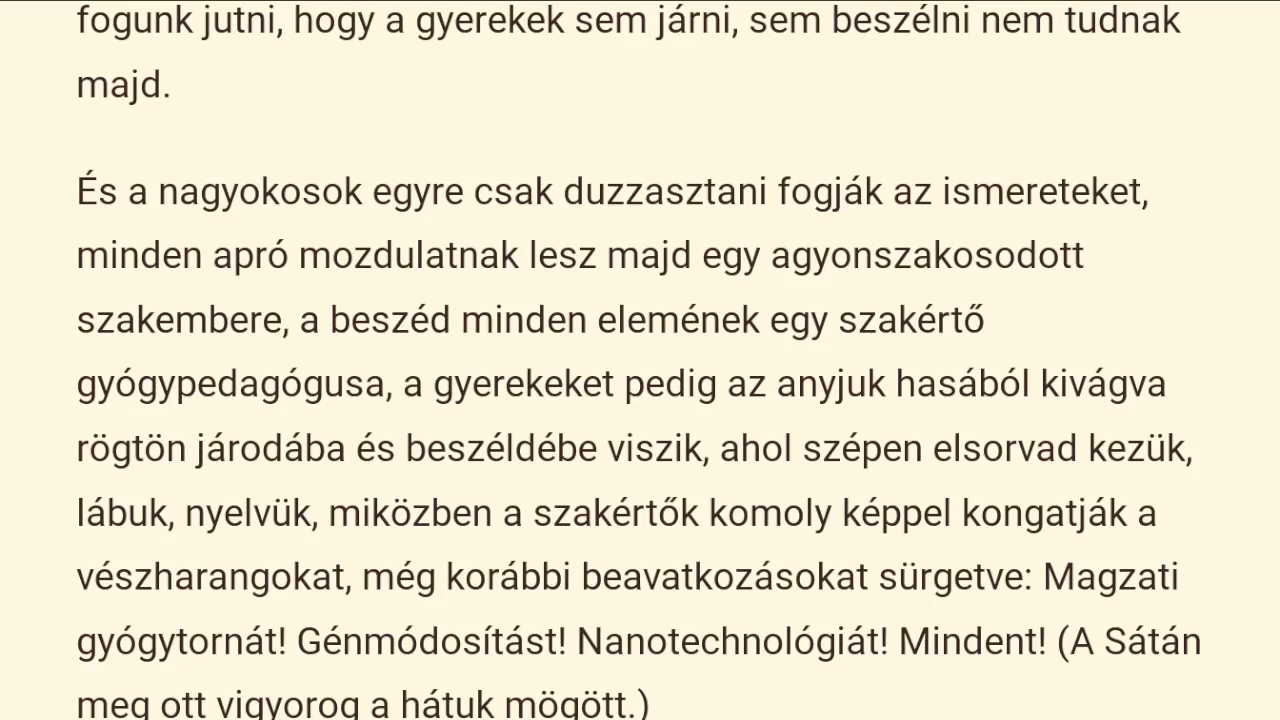 fogunk jutni, hogy a gyerekek sem járni, sem beszélni nem tudnak
majd.
És a nagyokosok egyre csak duzzasztani fogják az ismereteket,
minden apró mozdulatnak lesz majd egy agyonszakosodott
szakembere, a beszéd minden elemének egy szakértő
gyógypedagógusa, a gyerekeket pedig az anyjuk hasából kivágva
rögtön járodába és beszéldébe viszik, ahol szépen elsorvad kezük,
lábuk, nyelvük, miközben a szakértők komoly képpel kongatják a
vészharangokat, még korábbi beavatkozásokat sürgetve: Magzati
gyógytornát! Génmódosítást! Nanotechnológiát! Mindent! (A Sátán
meg ott vigyorog a hátuk mögött.)